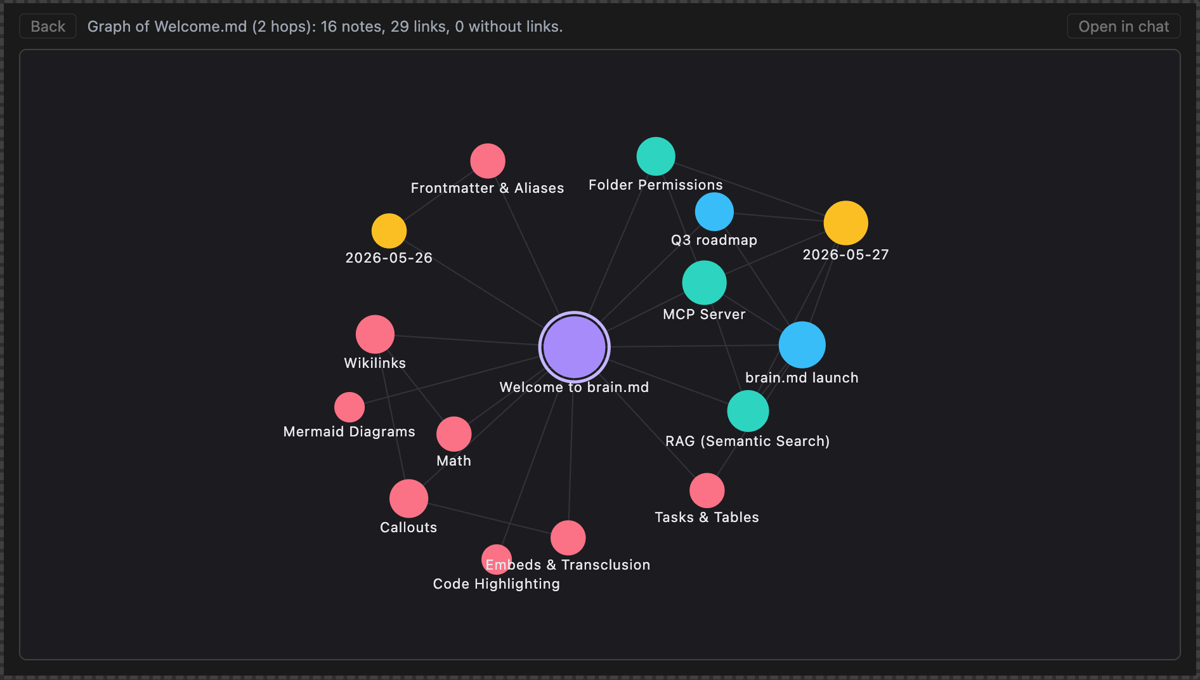 Back
Graph of Welcome.md (2 hops): 16 notes, 29 links, 0 without links.
Open in chat
Frontmatter & Aliases
Folder Permissions
Q3 roadmap
2026-05-26
2026-05-27
MCP Server
Wikilinks
brain.md launch
Welcome to brain.md
Mermaid Diagrams
RAG (Semantic Search)
Math
Tasks & Tables
Callouts
Embeds & Transclusion
Code Highlighting